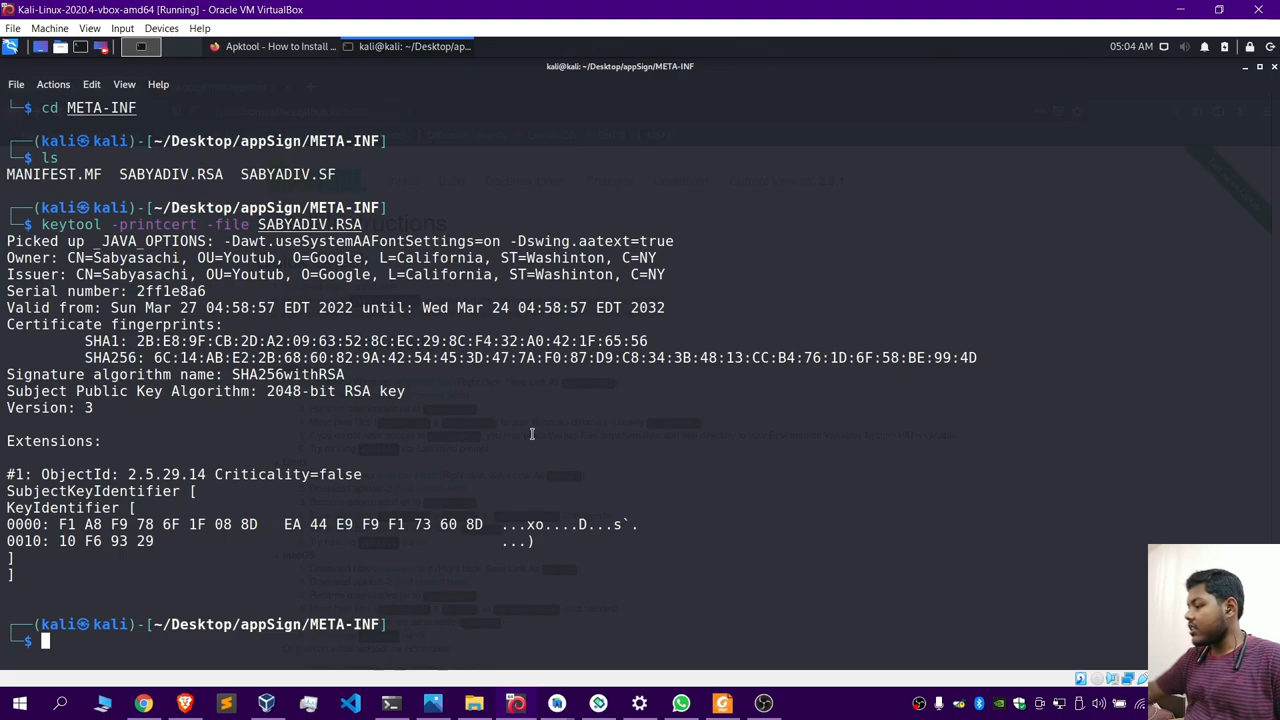 Kali-Linux-2020.4-vbox-amd64 [Running] - Oracle VM VirtualBox
File Machine View Input Devices Help
Apktool - How to Install ... kali@kali: ~/Desktop/ap... 05:04 AM
kali@kali: ~/Desktop/appSign/META-INF
File Actions Edit View Help
└─$ cd META-INF
┌──(kali㉿kali)-[~/Desktop/appSign/META-INF]
└─$ ls
MANIFEST.MF SABYADIV.RSA SABYADIV.SF
┌──(kali㉿kali)-[~/Desktop/appSign/META-INF]
└─$ keytool -printcert -file SABYADIV.RSA
Picked up _JAVA_OPTIONS: -Dawt.useSystemAAFontSettings=on -Dswing.aatext=true
Owner: CN=Sabyasachi, OU=Youtub, O=Google, L=California, ST=Washinton, C=NY
Issuer: CN=Sabyasachi, OU=Youtub, O=Google, L=California, ST=Washinton, C=NY
Serial number: 2ff1e8a6
Valid from: Sun Mar 27 04:58:57 EDT 2022 until: Wed Mar 24 04:58:57 EDT 2032
Certificate fingerprints:
SHA1: 2B:E8:9F:CB:2D:A2:09:63:52:8C:EC:29:8C:F4:32:A0:42:1F:65:56
SHA256: 6C:14:AB:E2:2B:68:60:82:9A:42:54:45:3D:47:7A:F0:87:D9:C8:34:3B:48:13:CC:B4:76:1D:6F:58:BE:99:4D
Signature algorithm name: SHA256withRSA
Subject Public Key Algorithm: 2048-bit RSA key
Version: 3
Extensions:
#1: ObjectId: 2.5.29.14 Criticality=false
SubjectKeyIdentifier [
KeyIdentifier [
0000: F1 A8 F9 78 6F 1F 08 8D EA 44 E9 F9 F1 73 60 8D ...xo....D...s`.
0010: 10 F6 93 29 ...)
]
]
┌──(kali㉿kali)-[~/Desktop/appSign/META-INF]
└─$